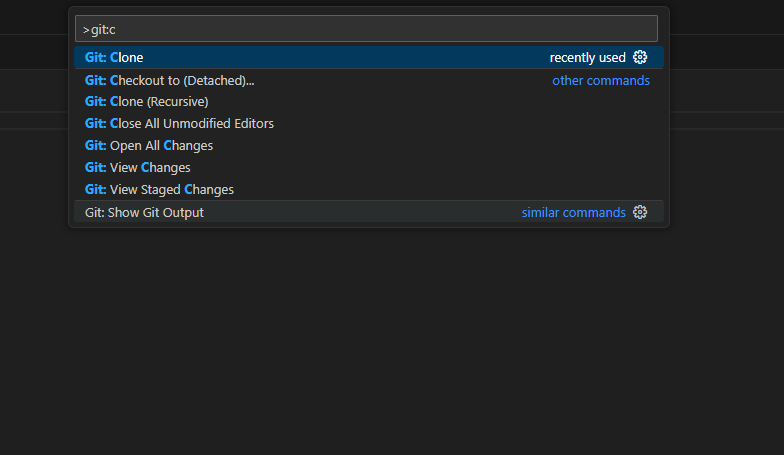 >git:c
Git: Clone recently used
Git: Checkout to (Detached)... other commands
Git: Clone (Recursive)
Git: Close All Unmodified Editors
Git: Open All Changes
Git: View Changes
Git: View Staged Changes
Git: Show Git Output similar commands